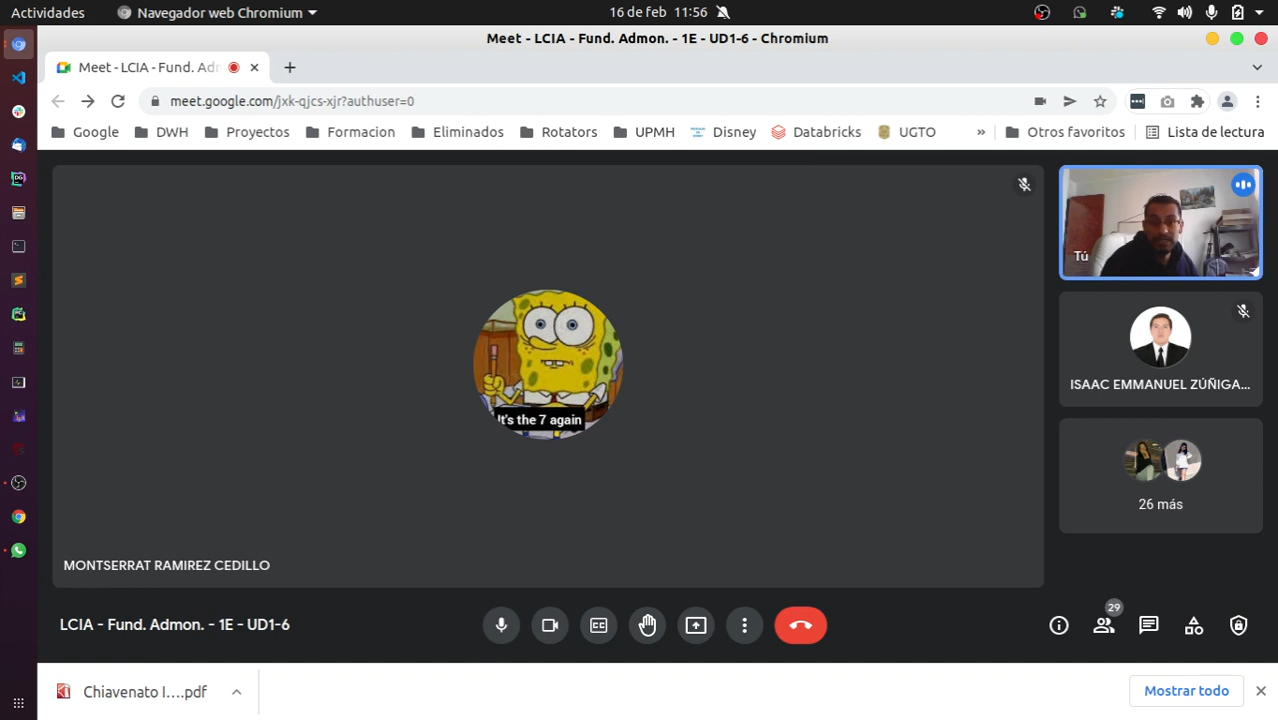 Actividades Navegador web Chromium 16 de feb 11:56
Meet - LCIA - Fund. Admon. - 1E - UD1-6 - Chromium
Meet - LCIA - Fund. Adm
meet.google.com/jxk-qjcs-xjr?authuser=0
Google DWH Proyectos Formacion Eliminados Rotators UPMH Disney Databricks UGTO » Otros favoritos Lista de lectura
Tú
It's the 7 again
ISAAC EMMANUEL ZÚÑIGA...
26 más
MONTSERRAT RAMIREZ CEDILLO
LCIA - Fund. Admon. - 1E - UD1-6
29
Chiavenato I....pdf
Mostrar todo